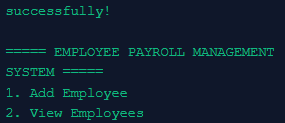 successfully!
===== EMPLOYEE PAYROLL MANAGEMENT
SYSTEM =====
1. Add Employee
2. View Employees